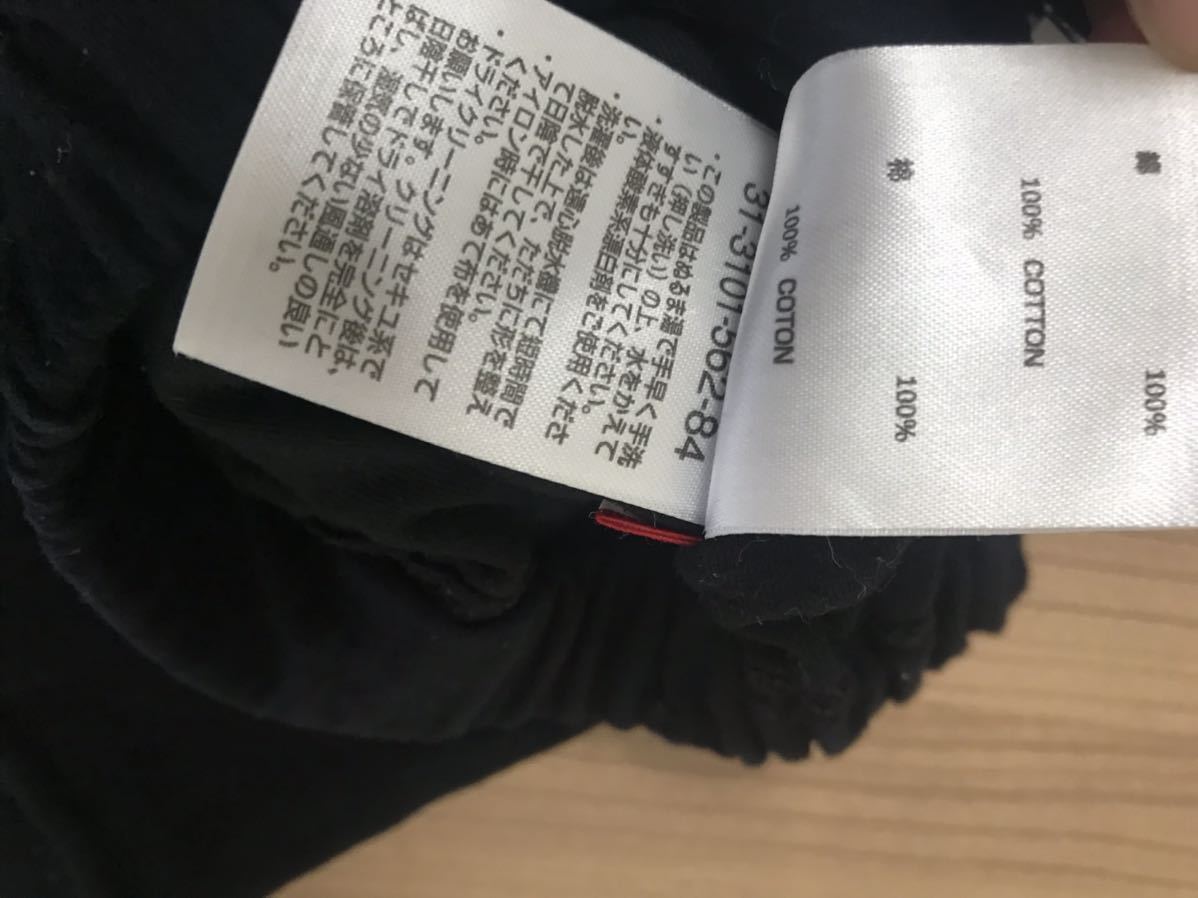 31-3101-562-84
・この製品はぬるま湯で手早く手洗
い（押し洗い）の上、水をかえて
すすぎも十分にしてください。
・液体酸素系漂白剤をご使用くださ
い。
・洗濯後は遠心脱水機にて短時間で
脱水した上で、ただちに形を整え
て日陰で干してください。
・アイロン時にはあて布を使用して
ください。
・ドライクリーニングはセキユ系で
お願いします。クリーニング後は、
日陰干してドライ溶剤を完全にと
ばし、湿気の少ない風通しの良い
ところに保管してください。
綿 100%
100% COTTON
棉 100%
100% COTON